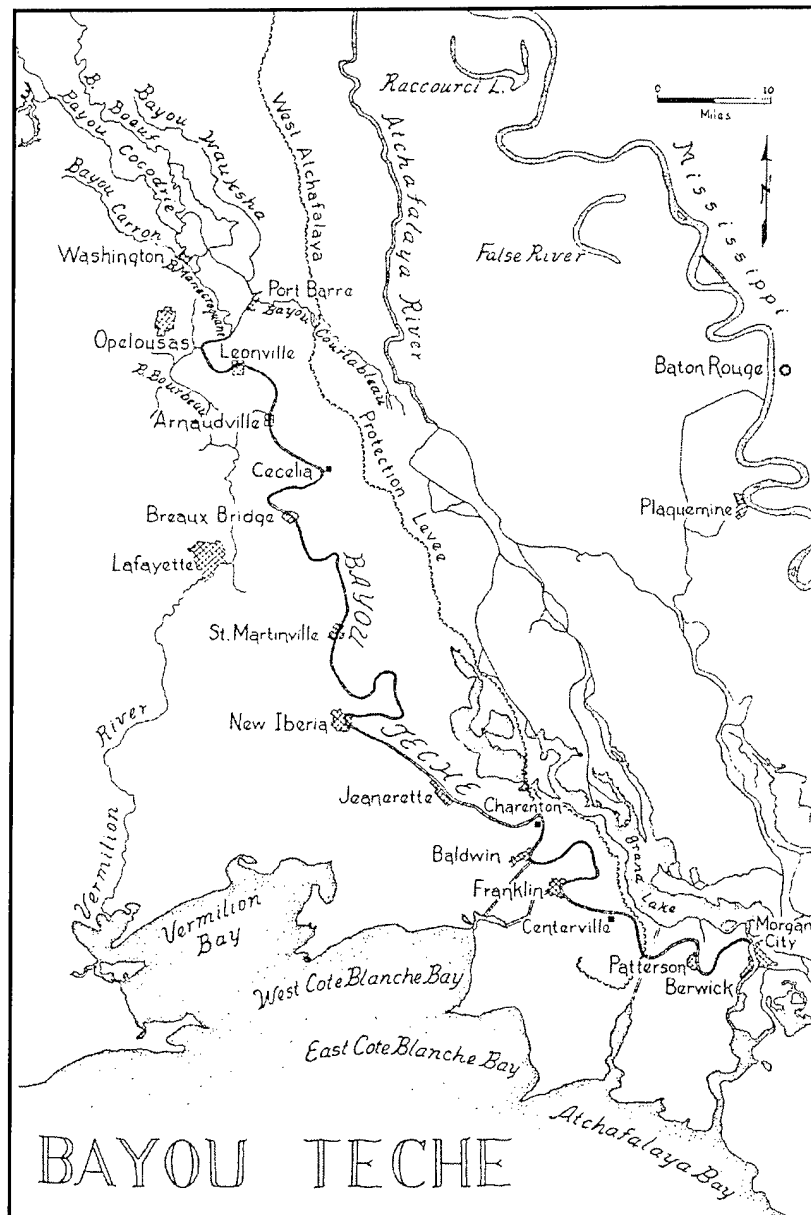 Raccourci L.
0 10
Miles
B. Boeuf
Bayou Wauksha
Bayou Cocodrie
Bayou Carron
West Atchafalaya
Protection Levee
Atchafalaya River
Mississippi
N
Washington
False River
Port Barre
Bayou Courtableau
Opelousas
Leonville
Baton Rouge
B. Bourbeau
Arnaudville
Cecelia
Plaquemine
Breaux Bridge
Lafayette
BAYOU
TECHE
St. Martinville
New Iberia
Vermilion River
Jeanerette
Charenton
Baldwin
Grand Lake
Franklin
Centerville
Morgan
City
Patterson
Berwick
Vermilion
Bay
West Cote Blanche Bay
East Cote Blanche Bay
Atchafalaya Bay
BAYOU TECHE